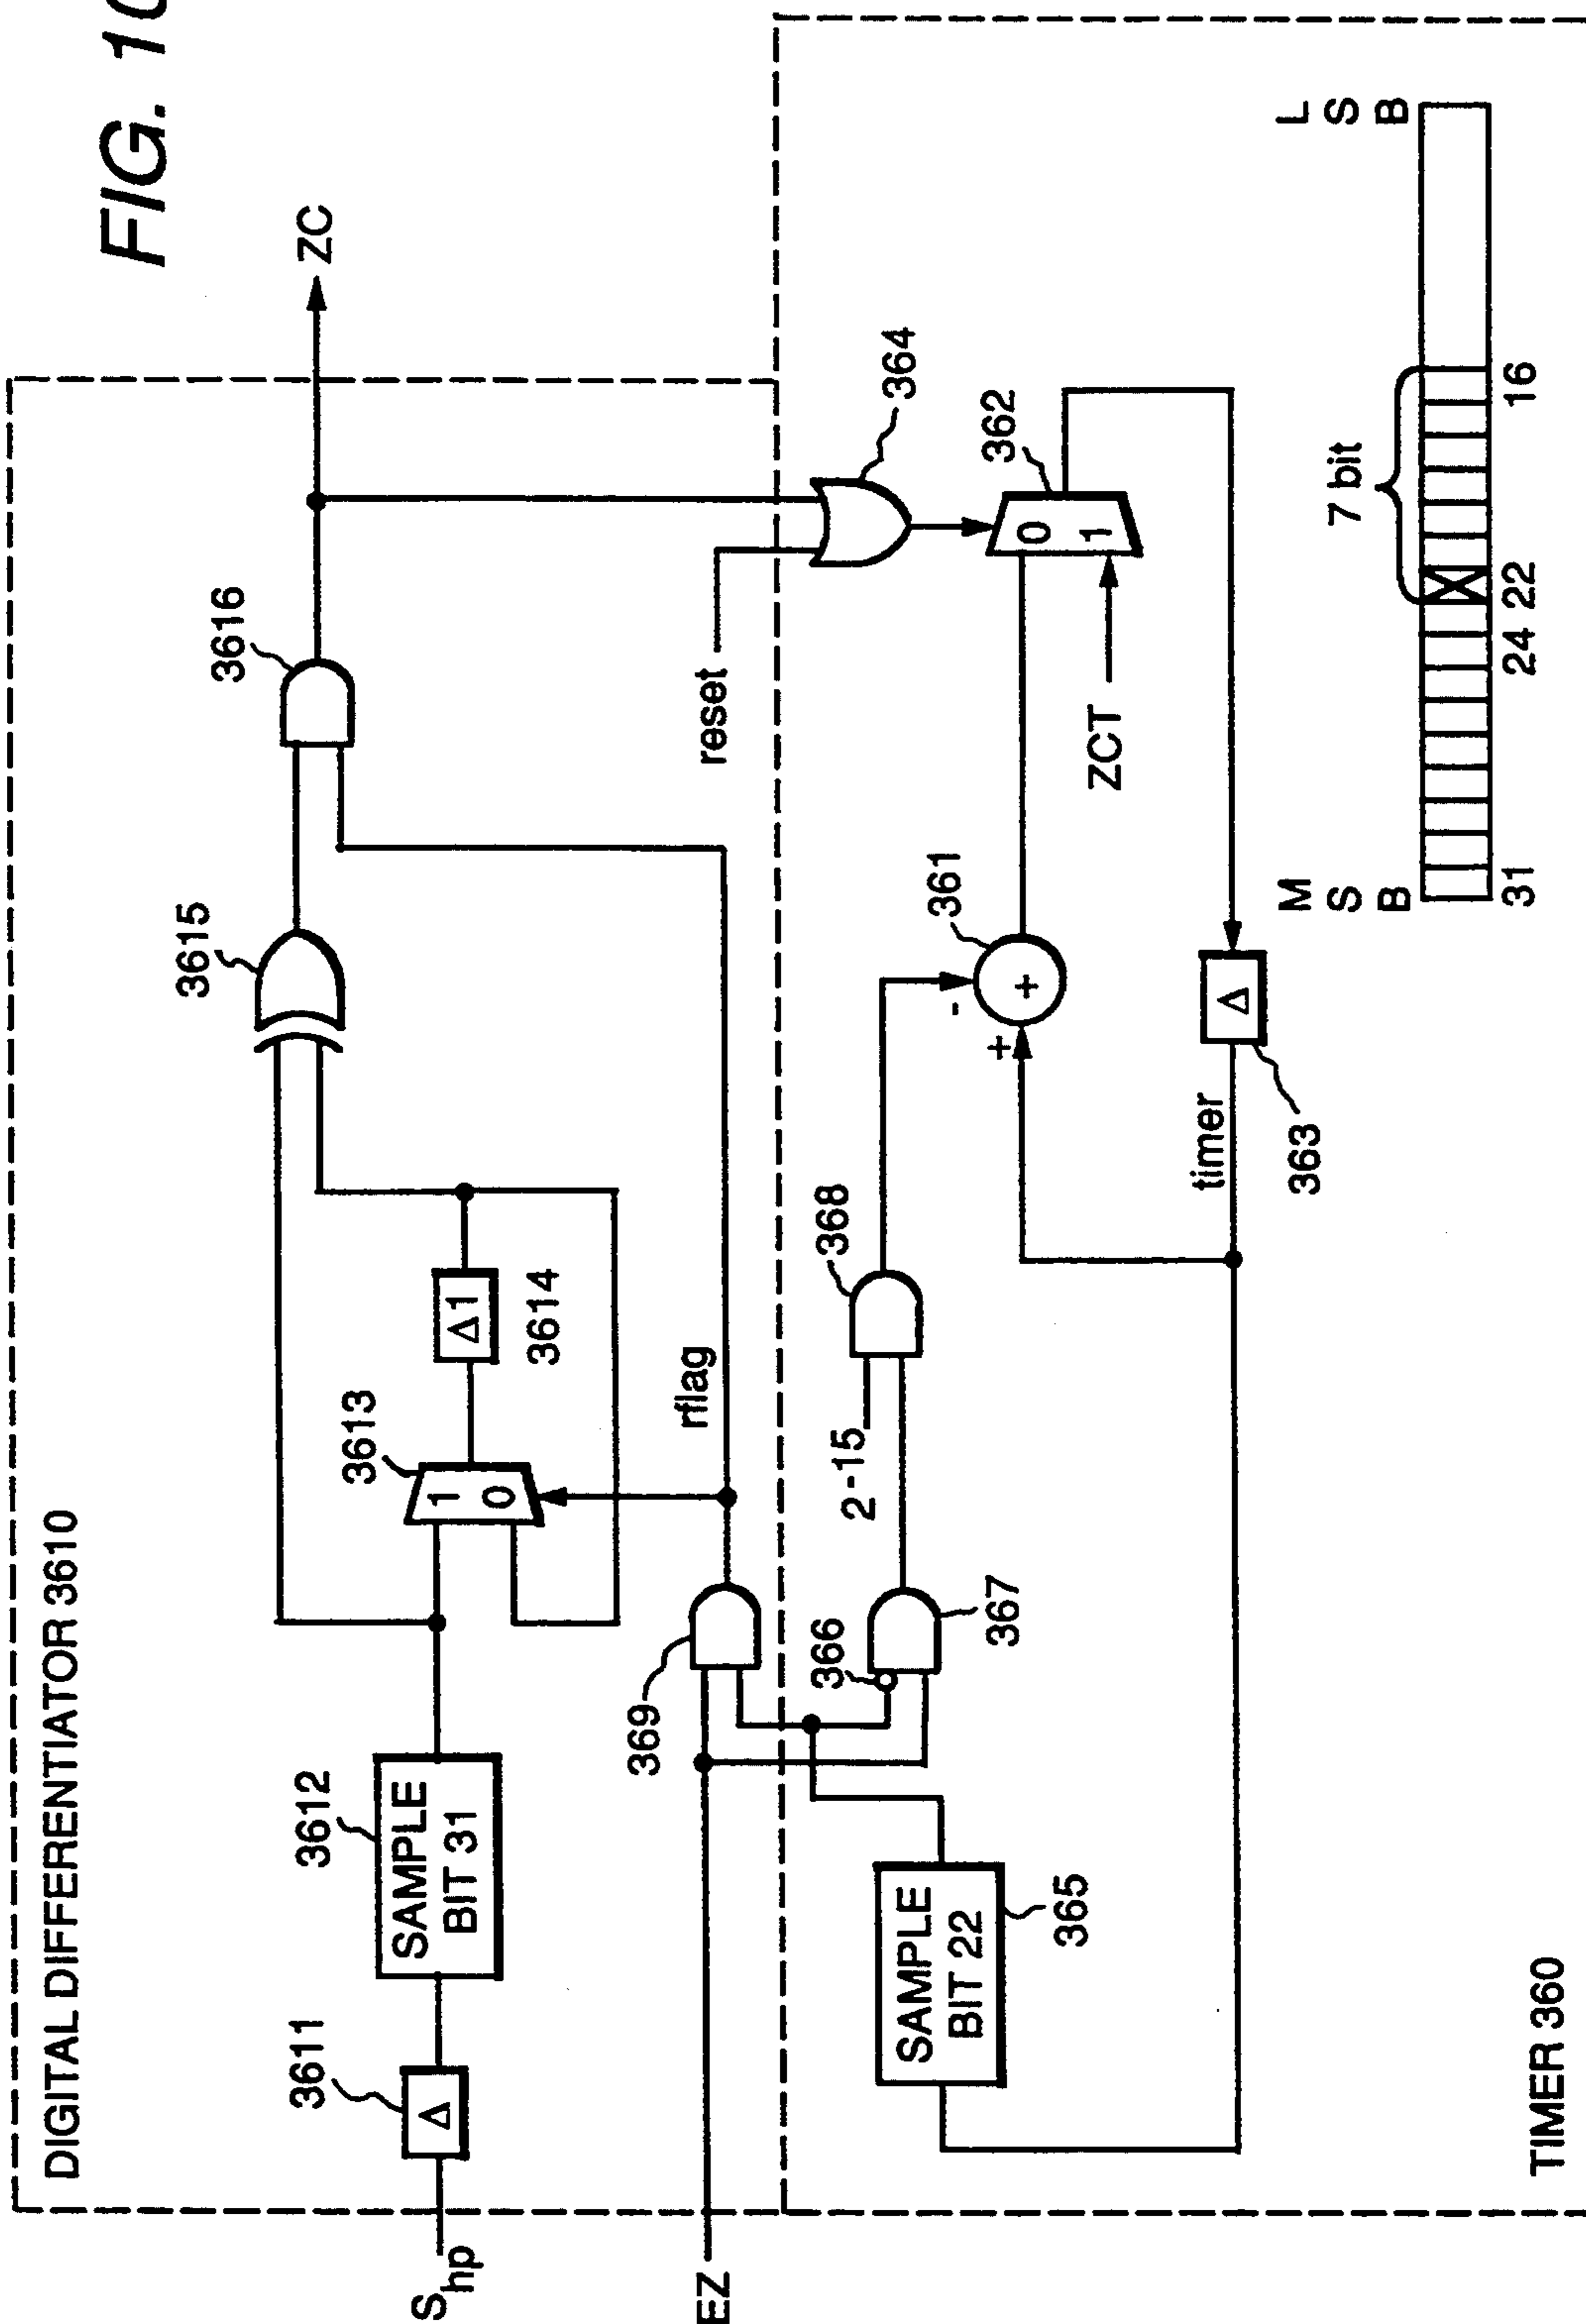 FIG. 10
DIGITAL DIFFERENTIATOR 3610
S hp
3611
Δ
3612
SAMPLE
BIT 31
3613
1
0
Δ1
3614
3615
3616
ZC
EZ
369
rflag
reset
364
366
367
2-15
368
361
+
-
+
ZCT
362
0
1
SAMPLE
BIT 22
365
timer
Δ
363
TIMER 360
M
S
B
7 bit
L
S
B
31
24
22
16